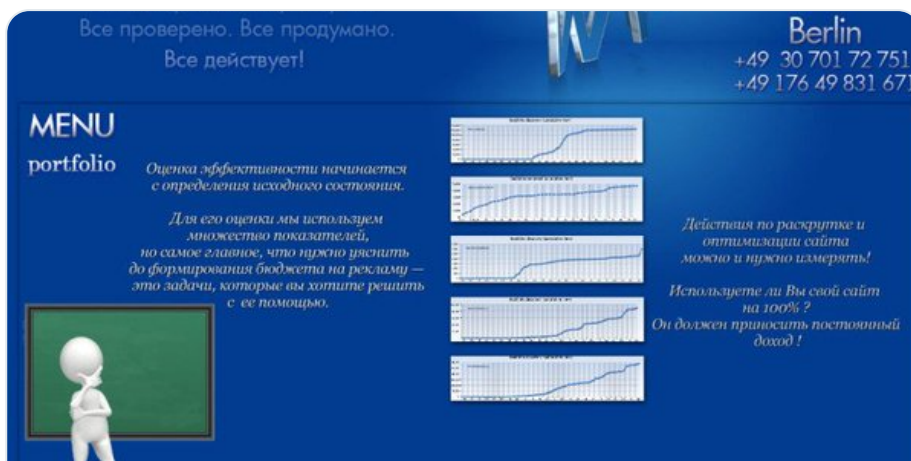 Все проверено. Все продумано.
Все действует!
Berlin
+49 30 701 72 751
+49 176 49 831 671
MENU
portfolio
Оценка эффективности начинается
с определения исходного состояния.
Для его оценки мы используем
множество показателей,
но самое главное, что нужно уяснить
до формирования бюджета на рекламу —
это задачи, которые вы хотите решить
с ее помощью.
Действия по раскрутке и
оптимизации сайта
можно и нужно измерять!
Используете ли Вы свой сайт
на 100% ?
Он должен приносить постоянный
доход !